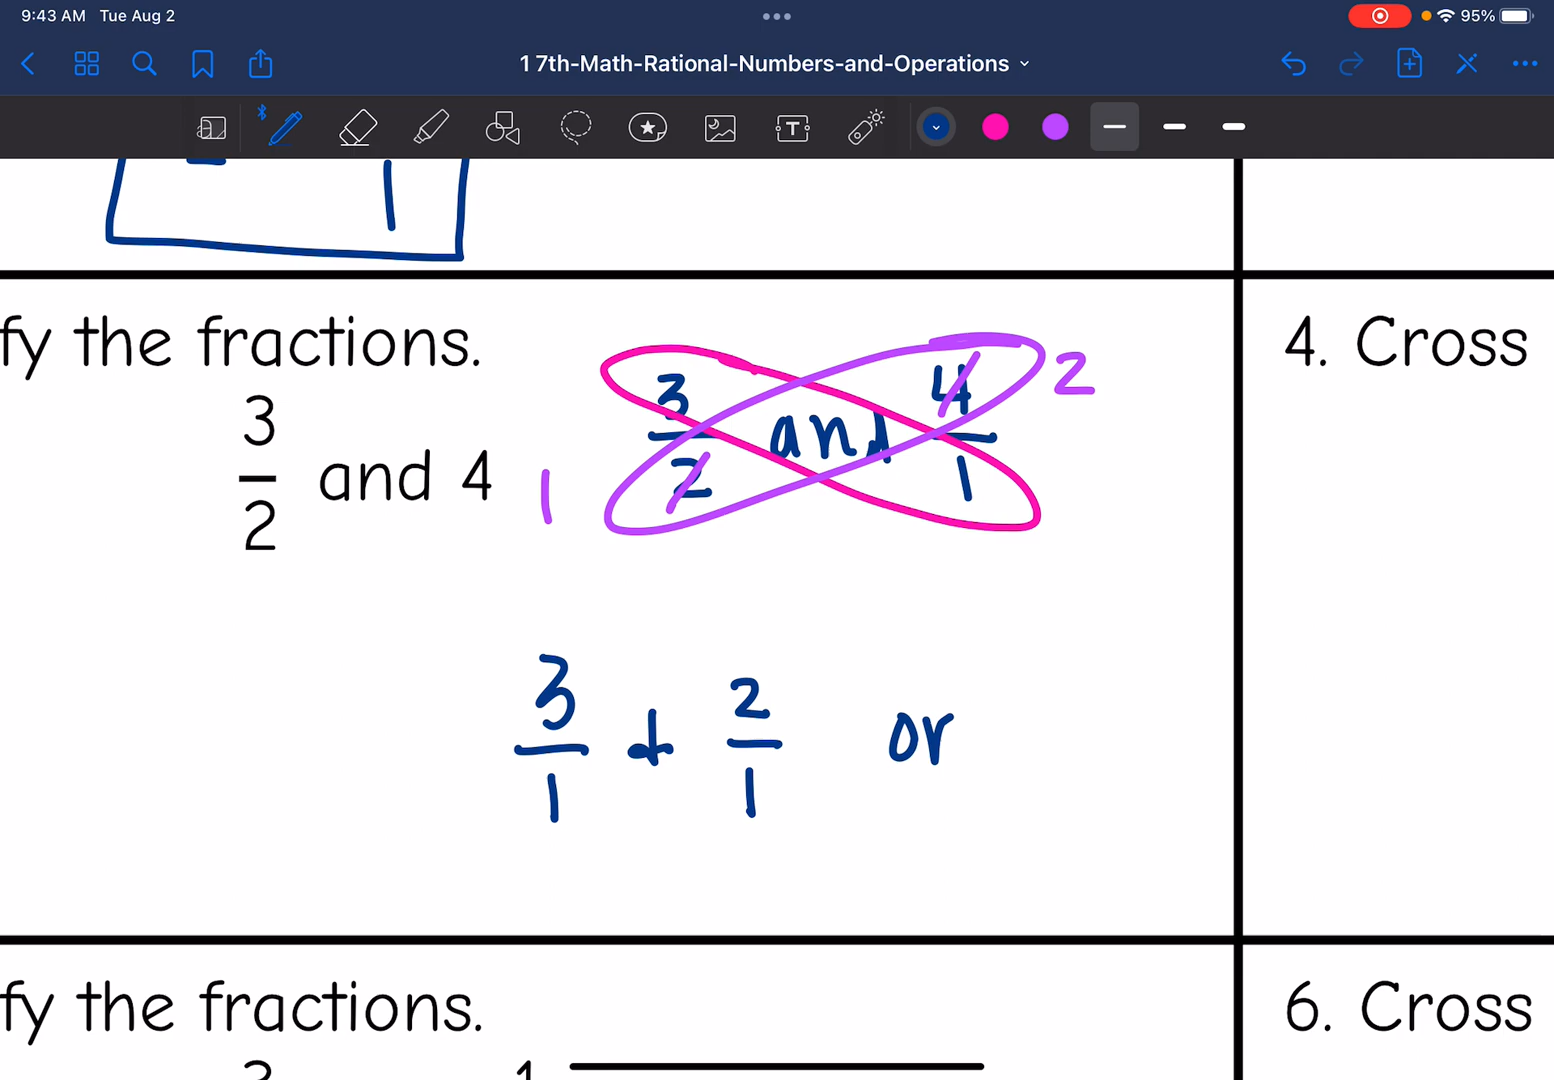 9:43 AM Tue Aug 2
95%
1 7th-Math-Rational-Numbers-and-Operations
T
fy the fractions.
4. Cross
3/2 and 4
3/2 and 4/1
1
2
3/1 + 2/1 or
fy the fractions.
6. Cross
3
1